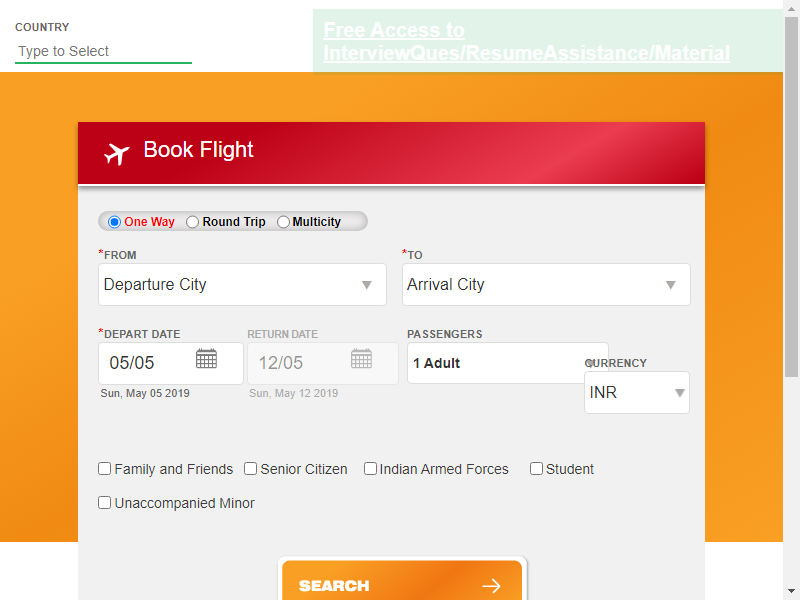 COUNTRY
Type to Select
Free Access to
InterviewQues/ResumeAssistance/Material
Book Flight
One Way Round Trip Multicity
*FROM *TO
Departure City Arrival City
*DEPART DATE RETURN DATE PASSENGERS
05/05 12/05 1 Adult
CURRENCY
Sun, May 05 2019 Sun, May 12 2019
INR
Family and Friends Senior Citizen Indian Armed Forces Student
Unaccompanied Minor
SEARCH